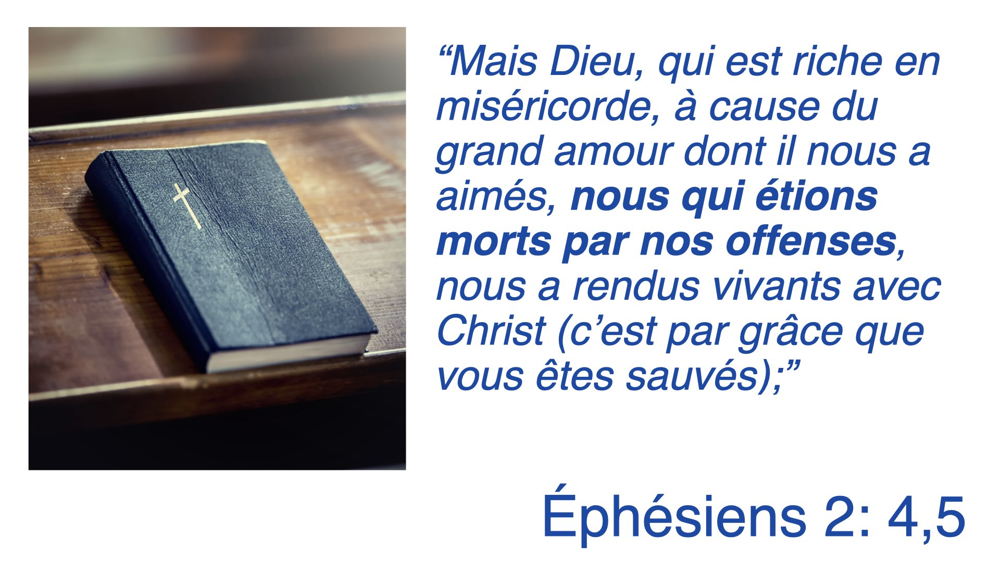 “Mais Dieu, qui est riche en
miséricorde, à cause du
grand amour dont il nous a
aimés, nous qui étions
morts par nos offenses,
nous a rendus vivants avec
Christ (c’est par grâce que
vous êtes sauvés);”
Éphésiens 2: 4,5